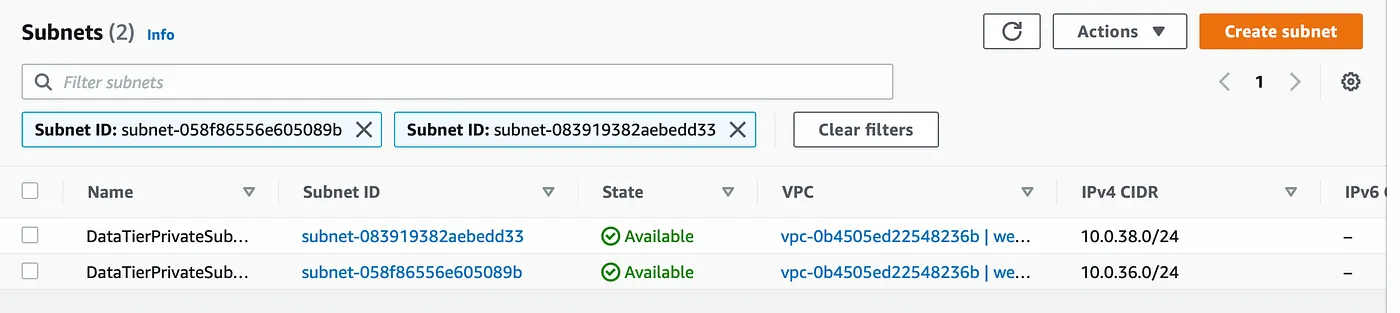 Subnets (2) Info
Actions
Create subnet
Filter subnets
1
Subnet ID: subnet-058f86556e605089b
Subnet ID: subnet-083919382aebedd33
Clear filters
Name Subnet ID State VPC IPv4 CIDR IPv6 C
DataTierPrivateSub... subnet-083919382aebedd33 Available vpc-0b4505ed22548236b | we... 10.0.38.0/24 –
DataTierPrivateSub... subnet-058f86556e605089b Available vpc-0b4505ed22548236b | we... 10.0.36.0/24 –